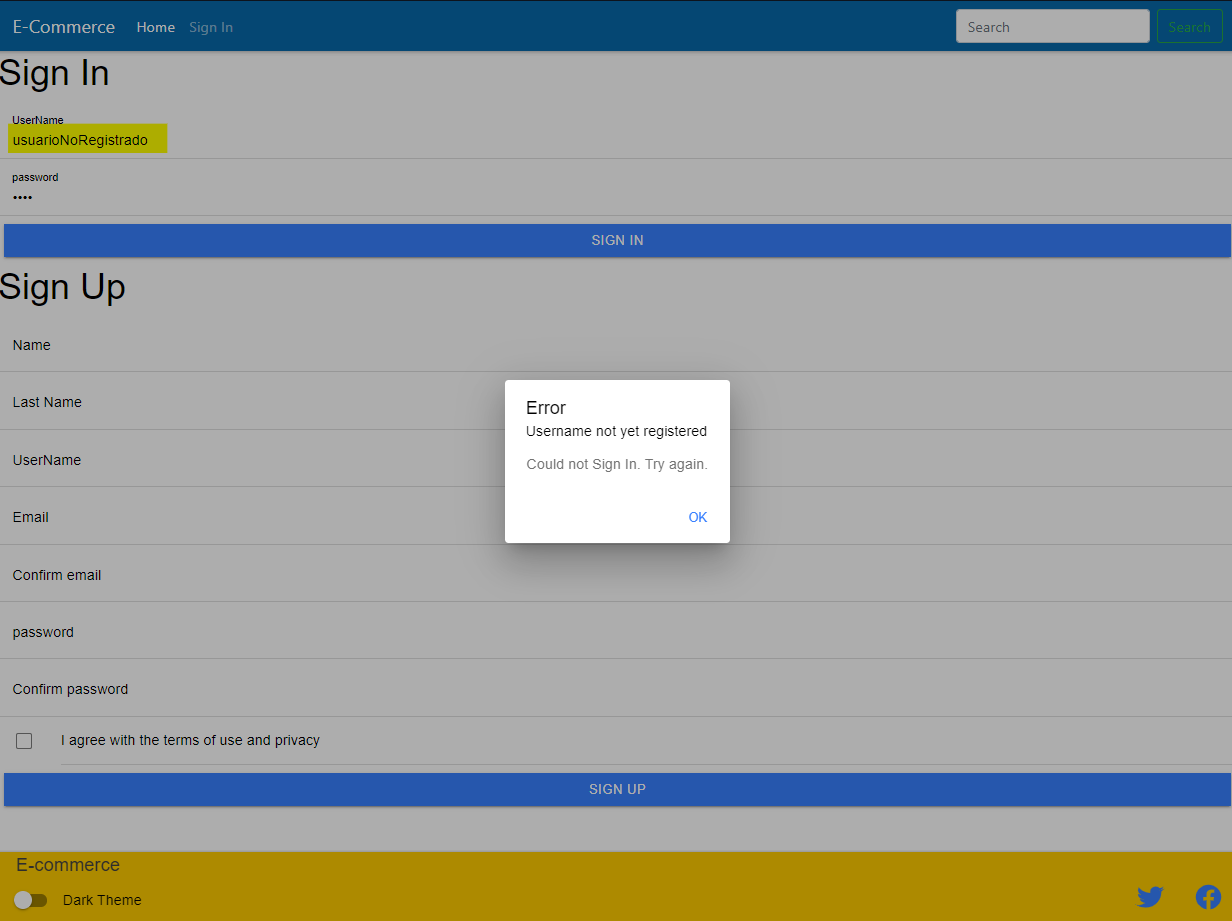 E-Commerce Home Sign In Search Search
Sign In
UserName
usuarioNoRegistrado
password
••••
SIGN IN
Sign Up
Name
Last Name
UserName
Email
Confirm email
password
Confirm password
I agree with the terms of use and privacy
SIGN UP
Error
Username not yet registered
Could not Sign In. Try again.
OK
E-commerce
Dark Theme